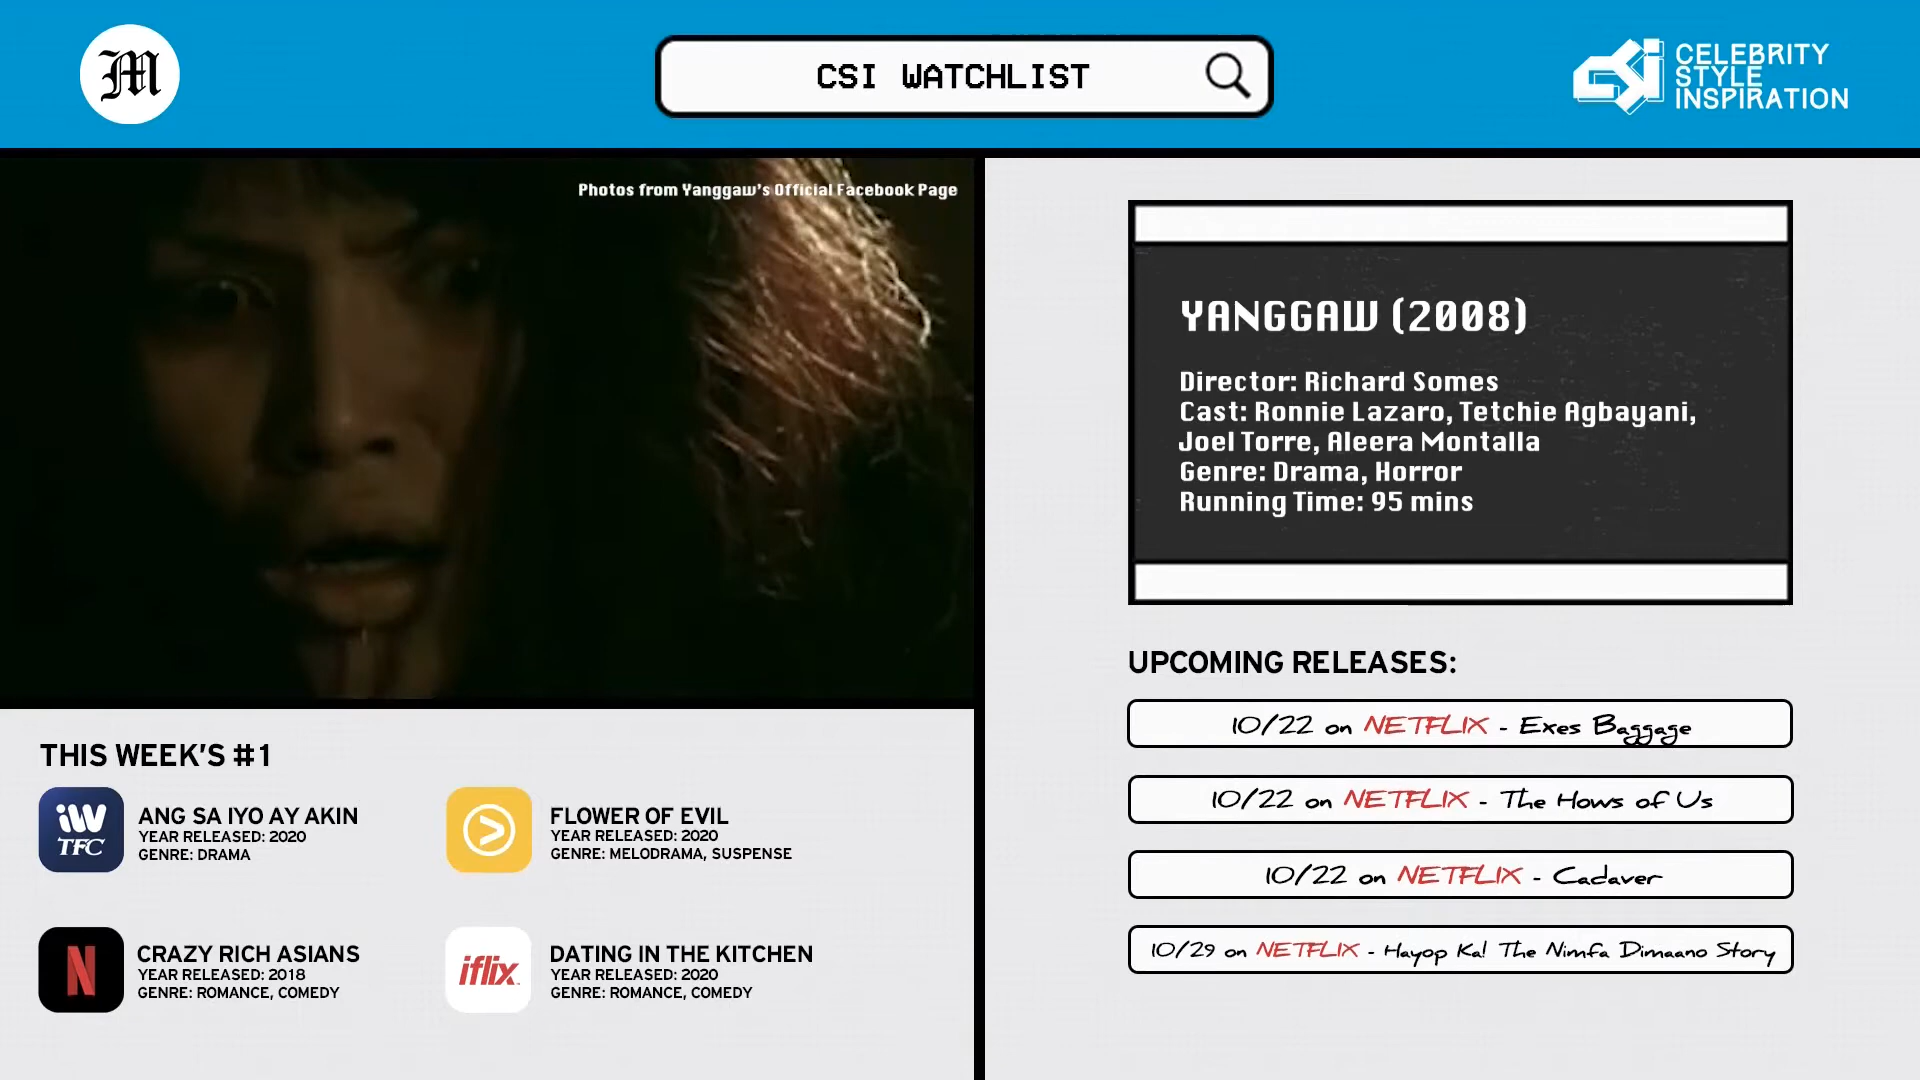 M
CSI WATCHLIST
CSI
CELEBRITY
STYLE
INSPIRATION
Photos from Yanggaw's Official Facebook Page
YANGGAW (2008)
Director: Richard Somes
Cast: Ronnie Lazaro, Tetchie Agbayani,
Joel Torre, Aleera Montalla
Genre: Drama, Horror
Running Time: 95 mins
UPCOMING RELEASES:
10/22 on NETFLIX - Exes Baggage
10/22 on NETFLIX - The Hows of Us
10/22 on NETFLIX - Cadaver
10/29 on NETFLIX - Hayop Ka! The Nimfa Dimaano Story
THIS WEEK'S #1
iW
TFC
ANG SA IYO AY AKIN
YEAR RELEASED: 2020
GENRE: DRAMA
FLOWER OF EVIL
YEAR RELEASED: 2020
GENRE: MELODRAMA, SUSPENSE
N
CRAZY RICH ASIANS
YEAR RELEASED: 2018
GENRE: ROMANCE, COMEDY
iflix
DATING IN THE KITCHEN
YEAR RELEASED: 2020
GENRE: ROMANCE, COMEDY